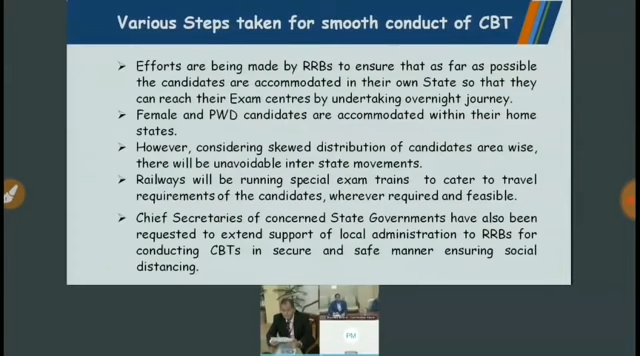 Various Steps taken for smooth conduct of CBT
➢ Efforts are being made by RRBs to ensure that as far as possible
the candidates are accommodated in their own State so that they
can reach their Exam centres by undertaking overnight journey.
➢ Female and PWD candidates are accommodated within their home
states.
➢ However, considering skewed distribution of candidates area wise,
there will be unavoidable inter state movements.
➢ Railways will be running special exam trains to cater to travel
requirements of the candidates, wherever required and feasible.
➢ Chief Secretaries of concerned State Governments have also been
requested to extend support of local administration to RRBs for
conducting CBTs in secure and safe manner ensuring social
distancing.
PM